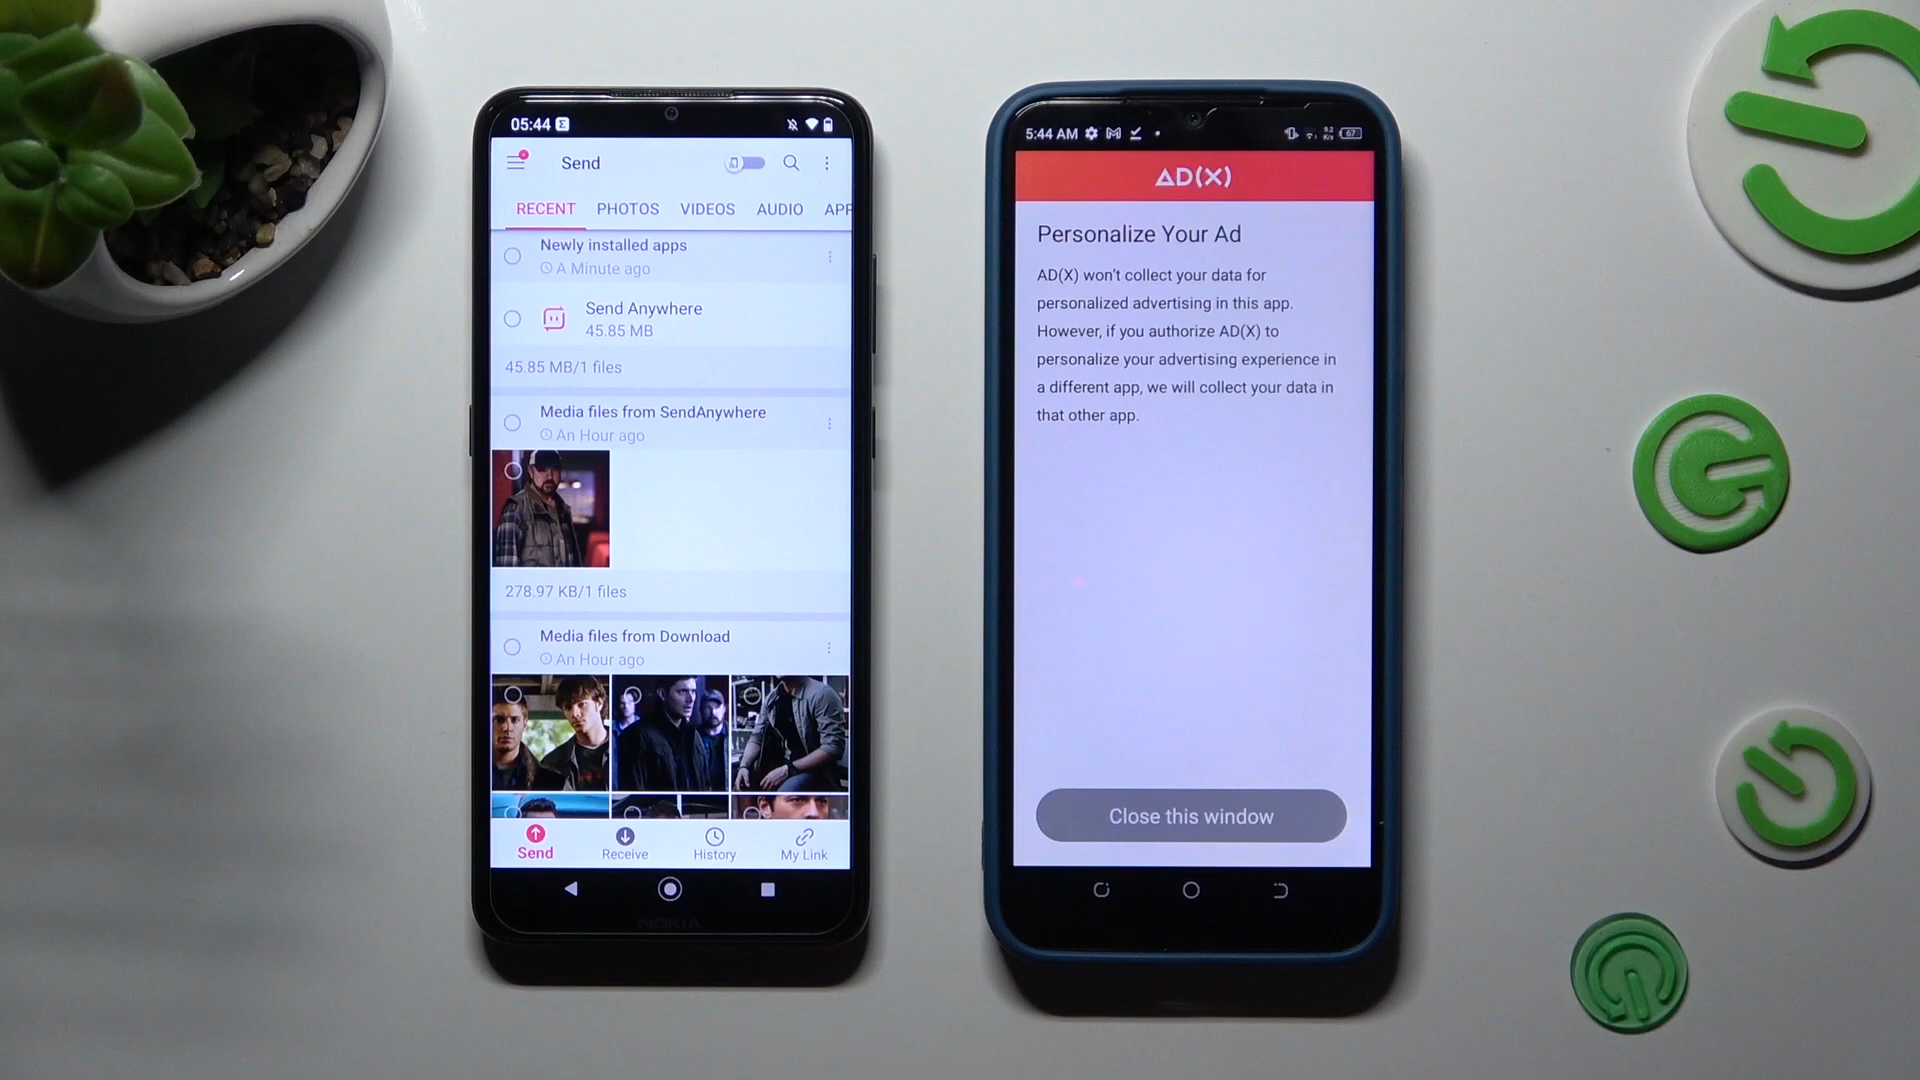 05:44
Send
RECENT PHOTOS VIDEOS AUDIO APP
Newly installed apps
A Minute ago
Send Anywhere
45.85 MB
45.85 MB/1 files
Media files from SendAnywhere
An Hour ago
278.97 KB/1 files
Media files from Download
An Hour ago
Send Receive History My Link
NOKIA
5:44 AM 9.2 K/s 67
AD(X)
Personalize Your Ad
AD(X) won't collect your data for
personalized advertising in this app.
However, if you authorize AD(X) to
personalize your advertising experience in
a different app, we will collect your data in
that other app.
Close this window